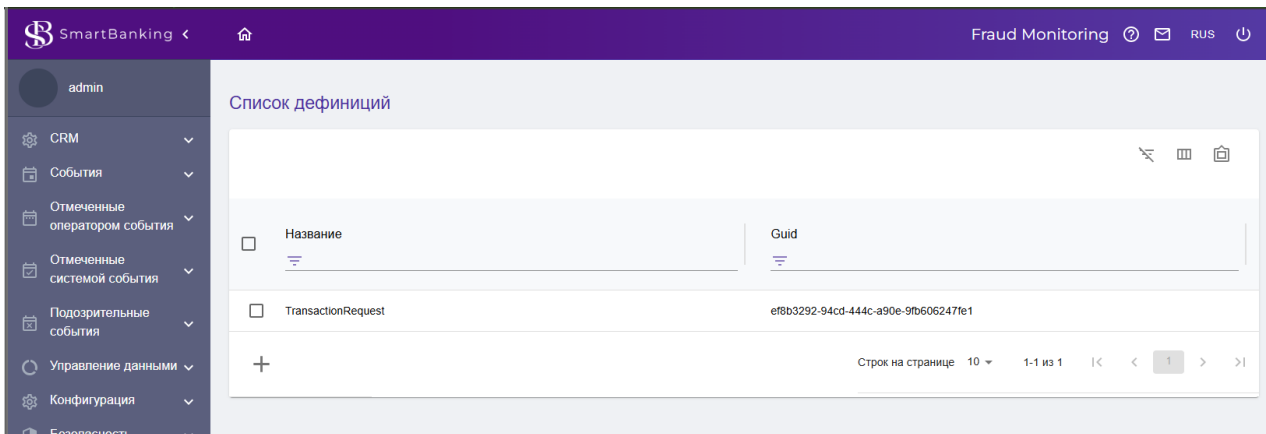 SmartBanking
Fraud Monitoring
RUS
admin
CRM
События
Отмеченные
оператором события
Отмеченные
системой события
Подозрительные
события
Управление данными
Конфигурация
Безопасность
Список дефиниций
Название
Guid
TransactionRequest
ef8b3292-94cd-444c-a90e-9fb606247fe1
Строк на странице 10 1-1 из 1 1